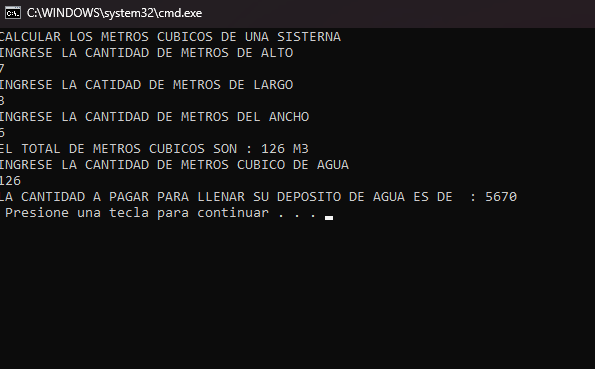 C:\WINDOWS\system32\cmd.exe
CALCULAR LOS METROS CUBICOS DE UNA SISTERNA
INGRESE LA CANTIDAD DE METROS DE ALTO
7
INGRESE LA CATIDAD DE METROS DE LARGO
3
INGRESE LA CANTIDAD DE METROS DEL ANCHO
6
EL TOTAL DE METROS CUBICOS SON : 126 M3
INGRESE LA CANTIDAD DE METROS CUBICO DE AGUA
126
LA CANTIDAD A PAGAR PARA LLENAR SU DEPOSITO DE AGUA ES DE  : 5670
Presione una tecla para continuar . . .